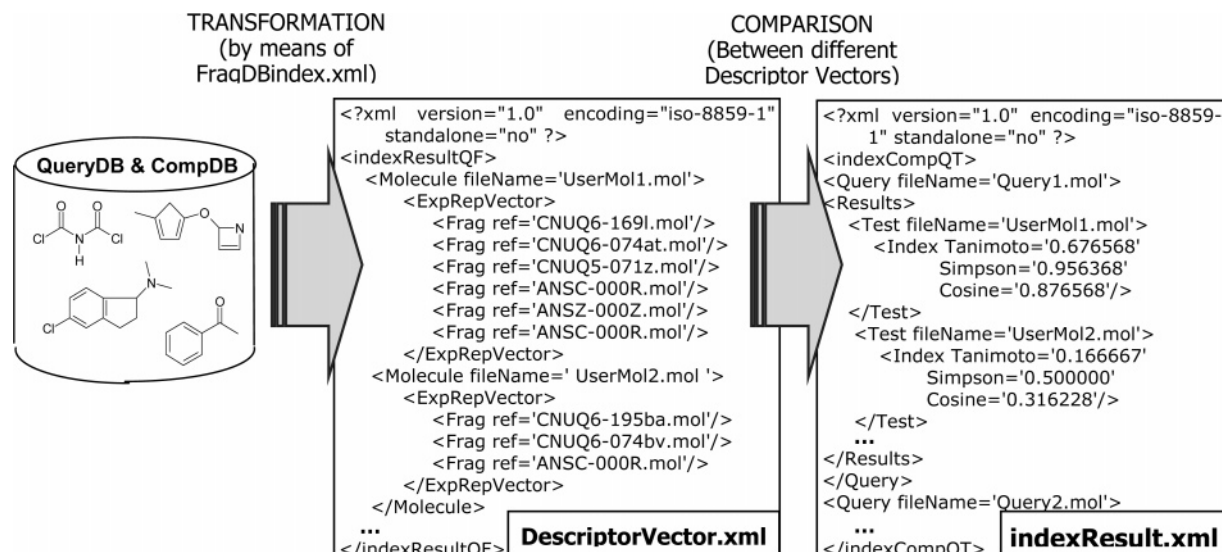 TRANSFORMATION
(by means of
FragDBindex.xml)
COMPARISON
(Between different
Descriptor Vectors)
QueryDB & CompDB
O
O
Cl
N
H
Cl
O
N
N
Cl
O
<?xml version="1.0" encoding="iso-8859-1"
standalone="no" ?>
<indexResultQF>
<Molecule fileName='UserMol1.mol'>
<ExpRepVector>
<Frag ref='CNUQ6-169l.mol'/>
<Frag ref='CNUQ6-074at.mol'/>
<Frag ref='CNUQ5-071z.mol'/>
<Frag ref='ANSC-000R.mol'/>
<Frag ref='ANSZ-000Z.mol'/>
<Frag ref='ANSC-000R.mol'/>
</ExpRepVector>
<Molecule fileName=' UserMol2.mol '>
<ExpRepVector>
<Frag ref='CNUQ6-195ba.mol'/>
<Frag ref='CNUQ6-074bv.mol'/>
<Frag ref='ANSC-000R.mol'/>
</ExpRepVector>
</Molecule>
...
</indexResultQF>
DescriptorVector.xml
<?xml version="1.0" encoding="iso-8859-
1" standalone="no" ?>
<indexCompQT>
<Query fileName='Query1.mol'>
<Results>
<Test fileName='UserMol1.mol'>
<Index Tanimoto='0.676568'
Simpson='0.956368'
Cosine='0.876568'/>
</Test>
<Test fileName='UserMol2.mol'>
<Index Tanimoto='0.166667'
Simpson='0.500000'
Cosine='0.316228'/>
</Test>
...
</Results>
</Query>
<Query fileName='Query2.mol'>
...
</indexCompQT>
indexResult.xml